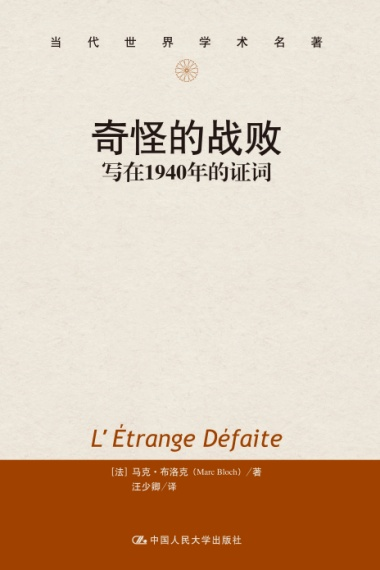 当代世界学术名著
奇怪的战败
写在1940年的证词
L' Étrange Défaite
[法] 马克·布洛克（Marc Bloch）/著
汪少卿/译
中国人民大学出版社